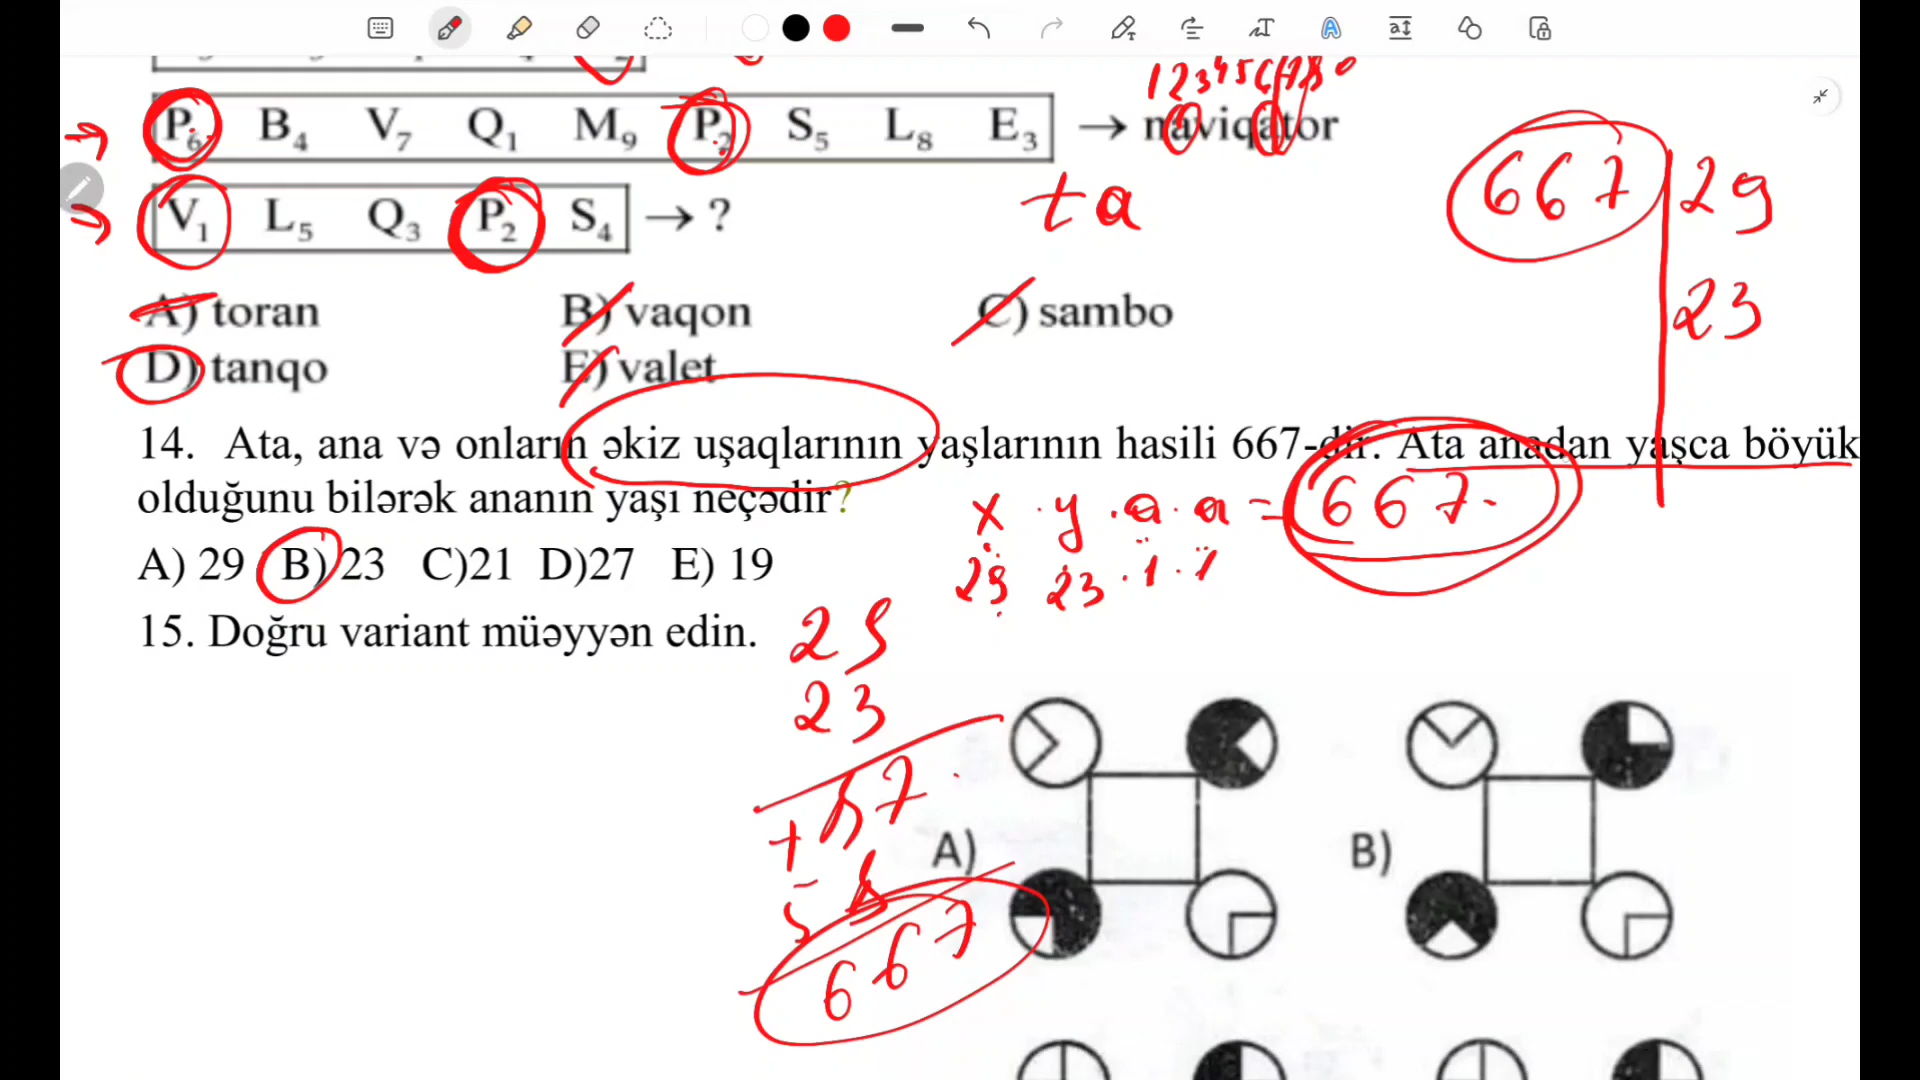 1234567890
P6 B4 V7 Q1 M9 P2 S5 L8 E3 → naviqator
V1 L5 Q3 P2 S4 → ?
ta
667 29
23
A) toran B) vaqon C) sambo
D) tanqo E) valet
14. Ata, ana və onların əkiz uşaqlarının yaşlarının hasili 667-dir. Ata anadan yaşca böyük
olduğunu bilərək ananın yaşı neçədir?
x · y · a · a = 667
29 23 · 1 · 1
A) 29 B) 23 C)21 D)27 E) 19
15. Doğru variant müəyyən edin.
29
23
87
+
58
667
A) B)